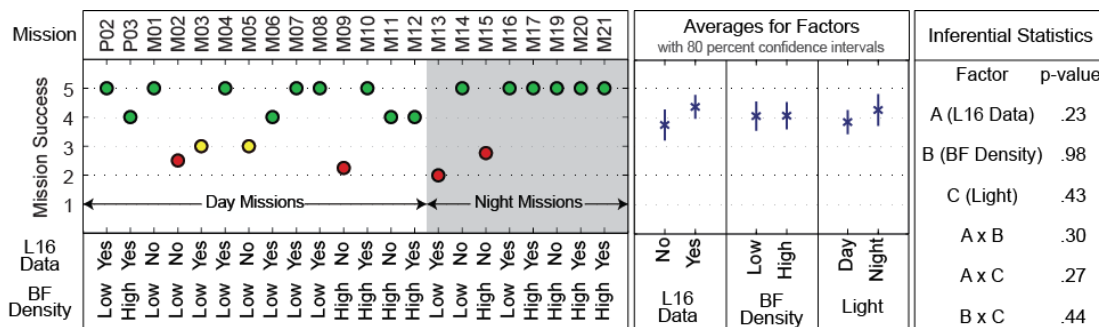 Mission P02 P03 M01 M02 M03 M04 M05 M06 M07 M08 M09 M10 M11 M12 M13 M14 M15 M16 M17 M19 M20 M21
Mission Success
5
4
3
2
1
Day Missions
Night Missions
L16 Data Yes Yes No No Yes Yes No Yes No Yes No Yes No Yes Yes No No Yes Yes No Yes Yes
BF Density Low High Low Low Low Low Low Low Low Low High High High High Low Low High Low High Low High High
Averages for Factors
with 80 percent confidence intervals
No Yes
Low High
Day Night
L16 Data
BF Density
Light
Inferential Statistics
Factor p-value
A (L16 Data) .23
B (BF Density) .98
C (Light) .43
A x B .30
A x C .27
B x C .44